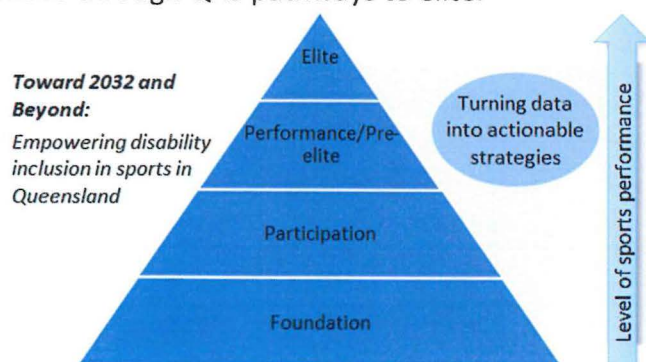 Elite
Toward 2032 and
Beyond:
Empowering disability
inclusion in sports in
Queensland
Performance/Pre-
elite
Turning data
into actionable
strategies
Participation
Foundation
Level of sports performance